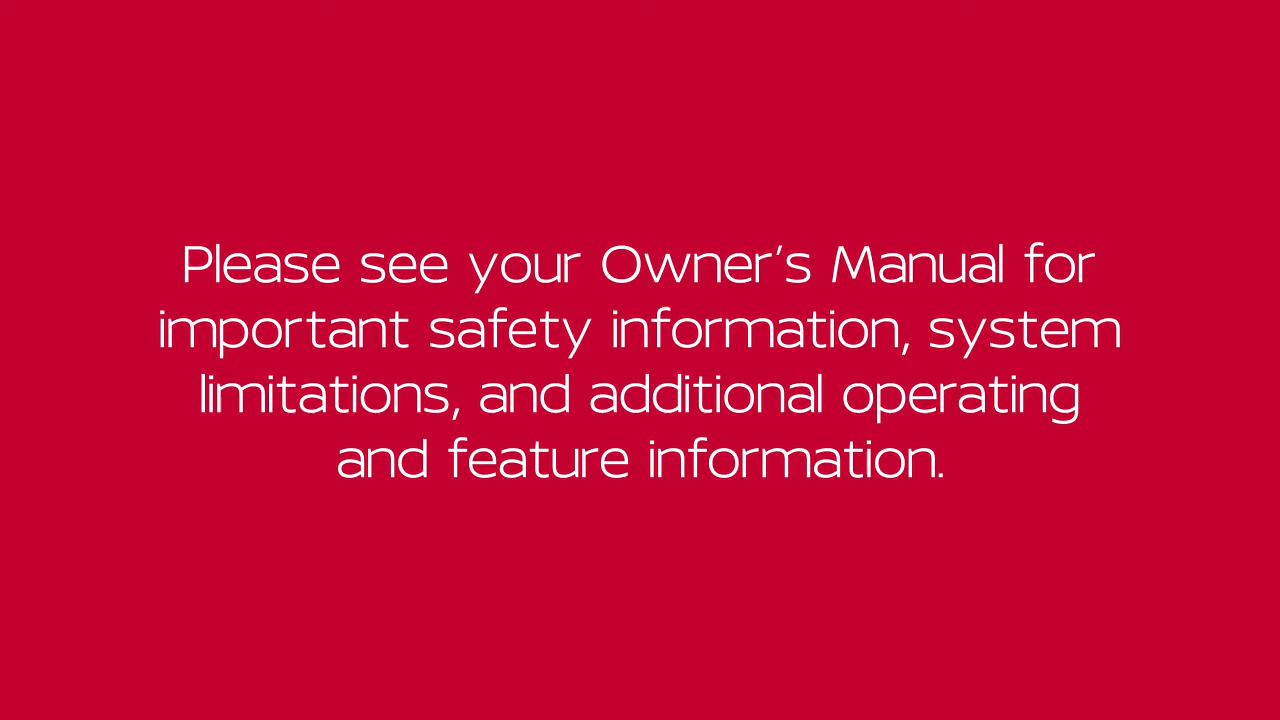 Please see your Owner’s Manual for
important safety information, system
limitations, and additional operating
and feature information.